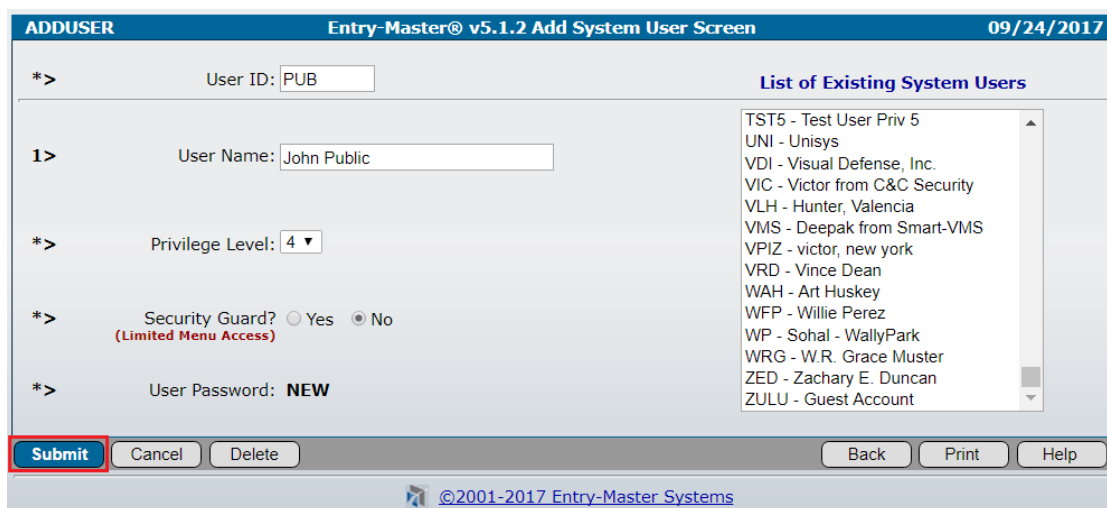 ADDUSER Entry-Master® v5.1.2 Add System User Screen 09/24/2017
*> User ID: PUB
1> User Name: John Public
*> Privilege Level: 4 ▼
*> Security Guard? Yes No
(Limited Menu Access)
*> User Password: NEW
List of Existing System Users
TST5 - Test User Priv 5
UNI - Unisys
VDI - Visual Defense, Inc.
VIC - Victor from C&C Security
VLH - Hunter, Valencia
VMS - Deepak from Smart-VMS
VPIZ - victor, new york
VRD - Vince Dean
WAH - Art Huskey
WFP - Willie Perez
WP - Sohal - WallyPark
WRG - W.R. Grace Muster
ZED - Zachary E. Duncan
ZULU - Guest Account
Submit Cancel Delete Back Print Help
©2001-2017 Entry-Master Systems